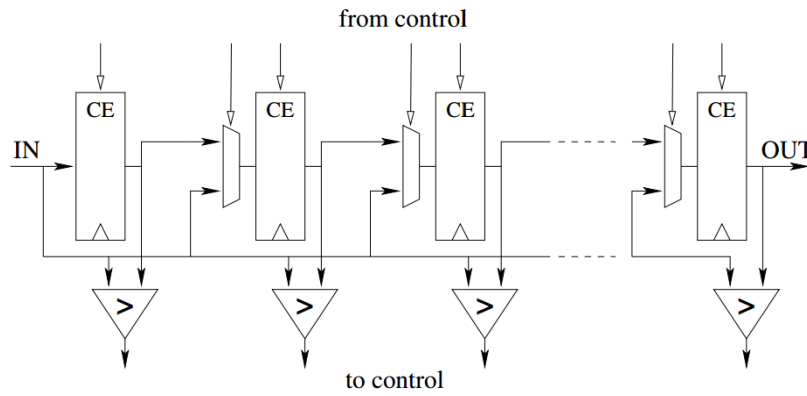 from control
CE CE CE CE
IN OUT
> > > >
to control